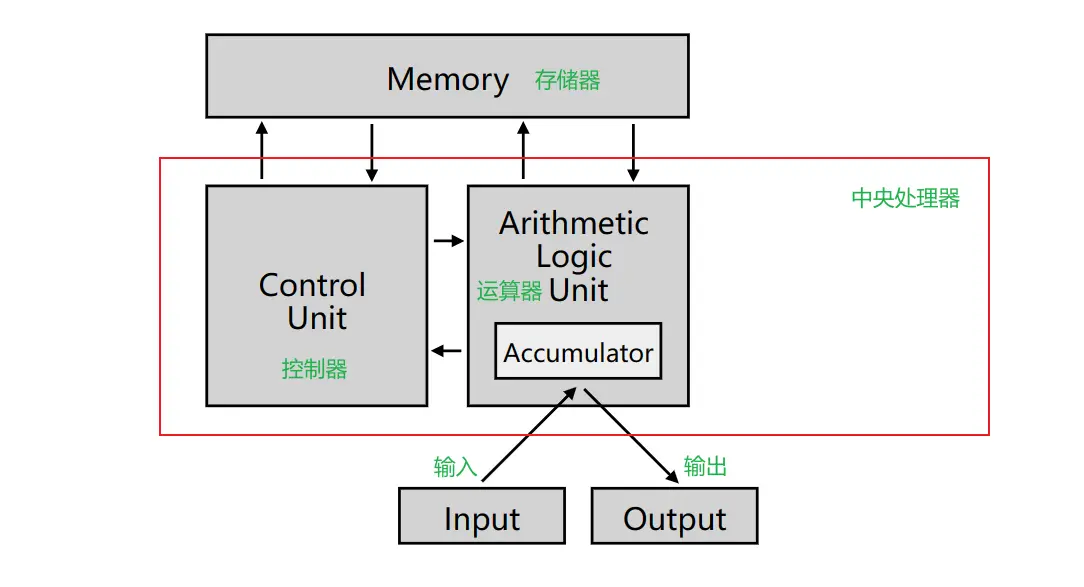 Memory 存储器
中央处理器
Arithmetic
Logic
运算器 Unit
Control
Unit
控制器
Accumulator
输入
输出
Input
Output